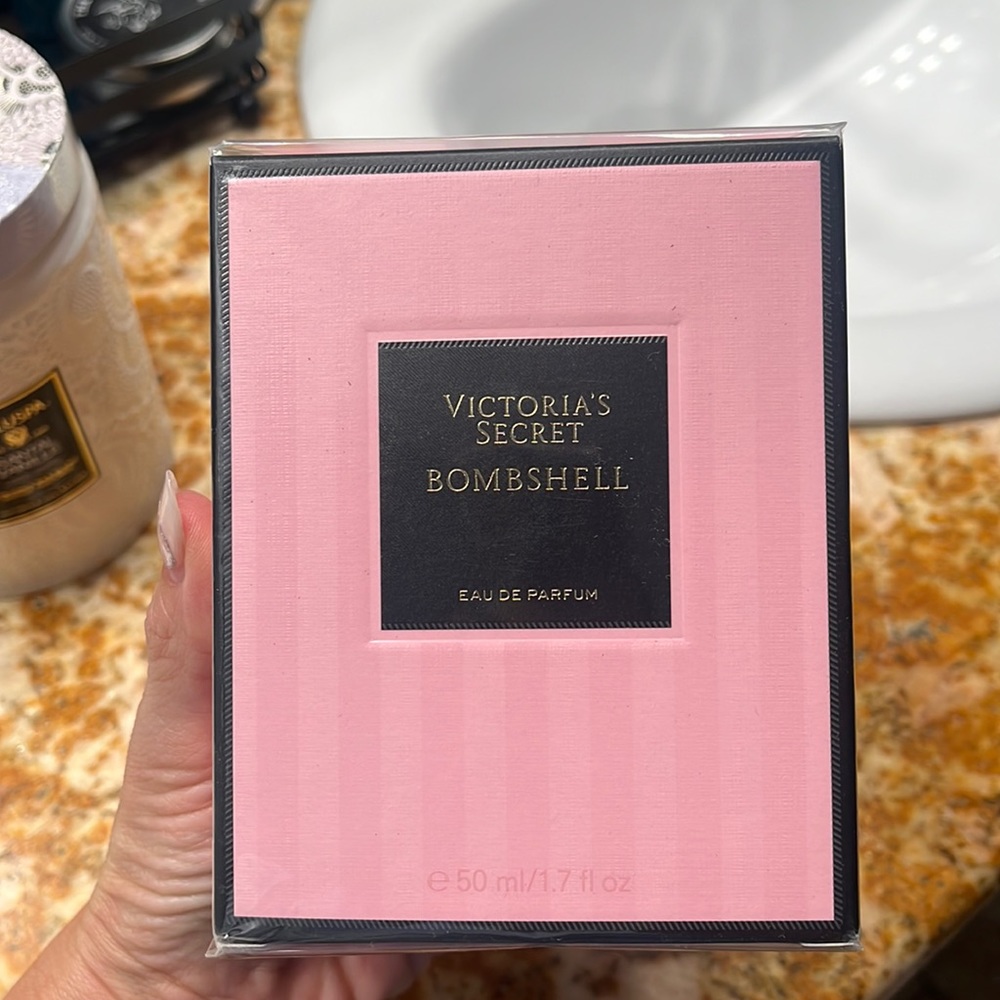 VICTORIA'S
SECRET
BOMBSHELL
EAU DE PARFUM
℮ 50 ml/1.7 fl oz